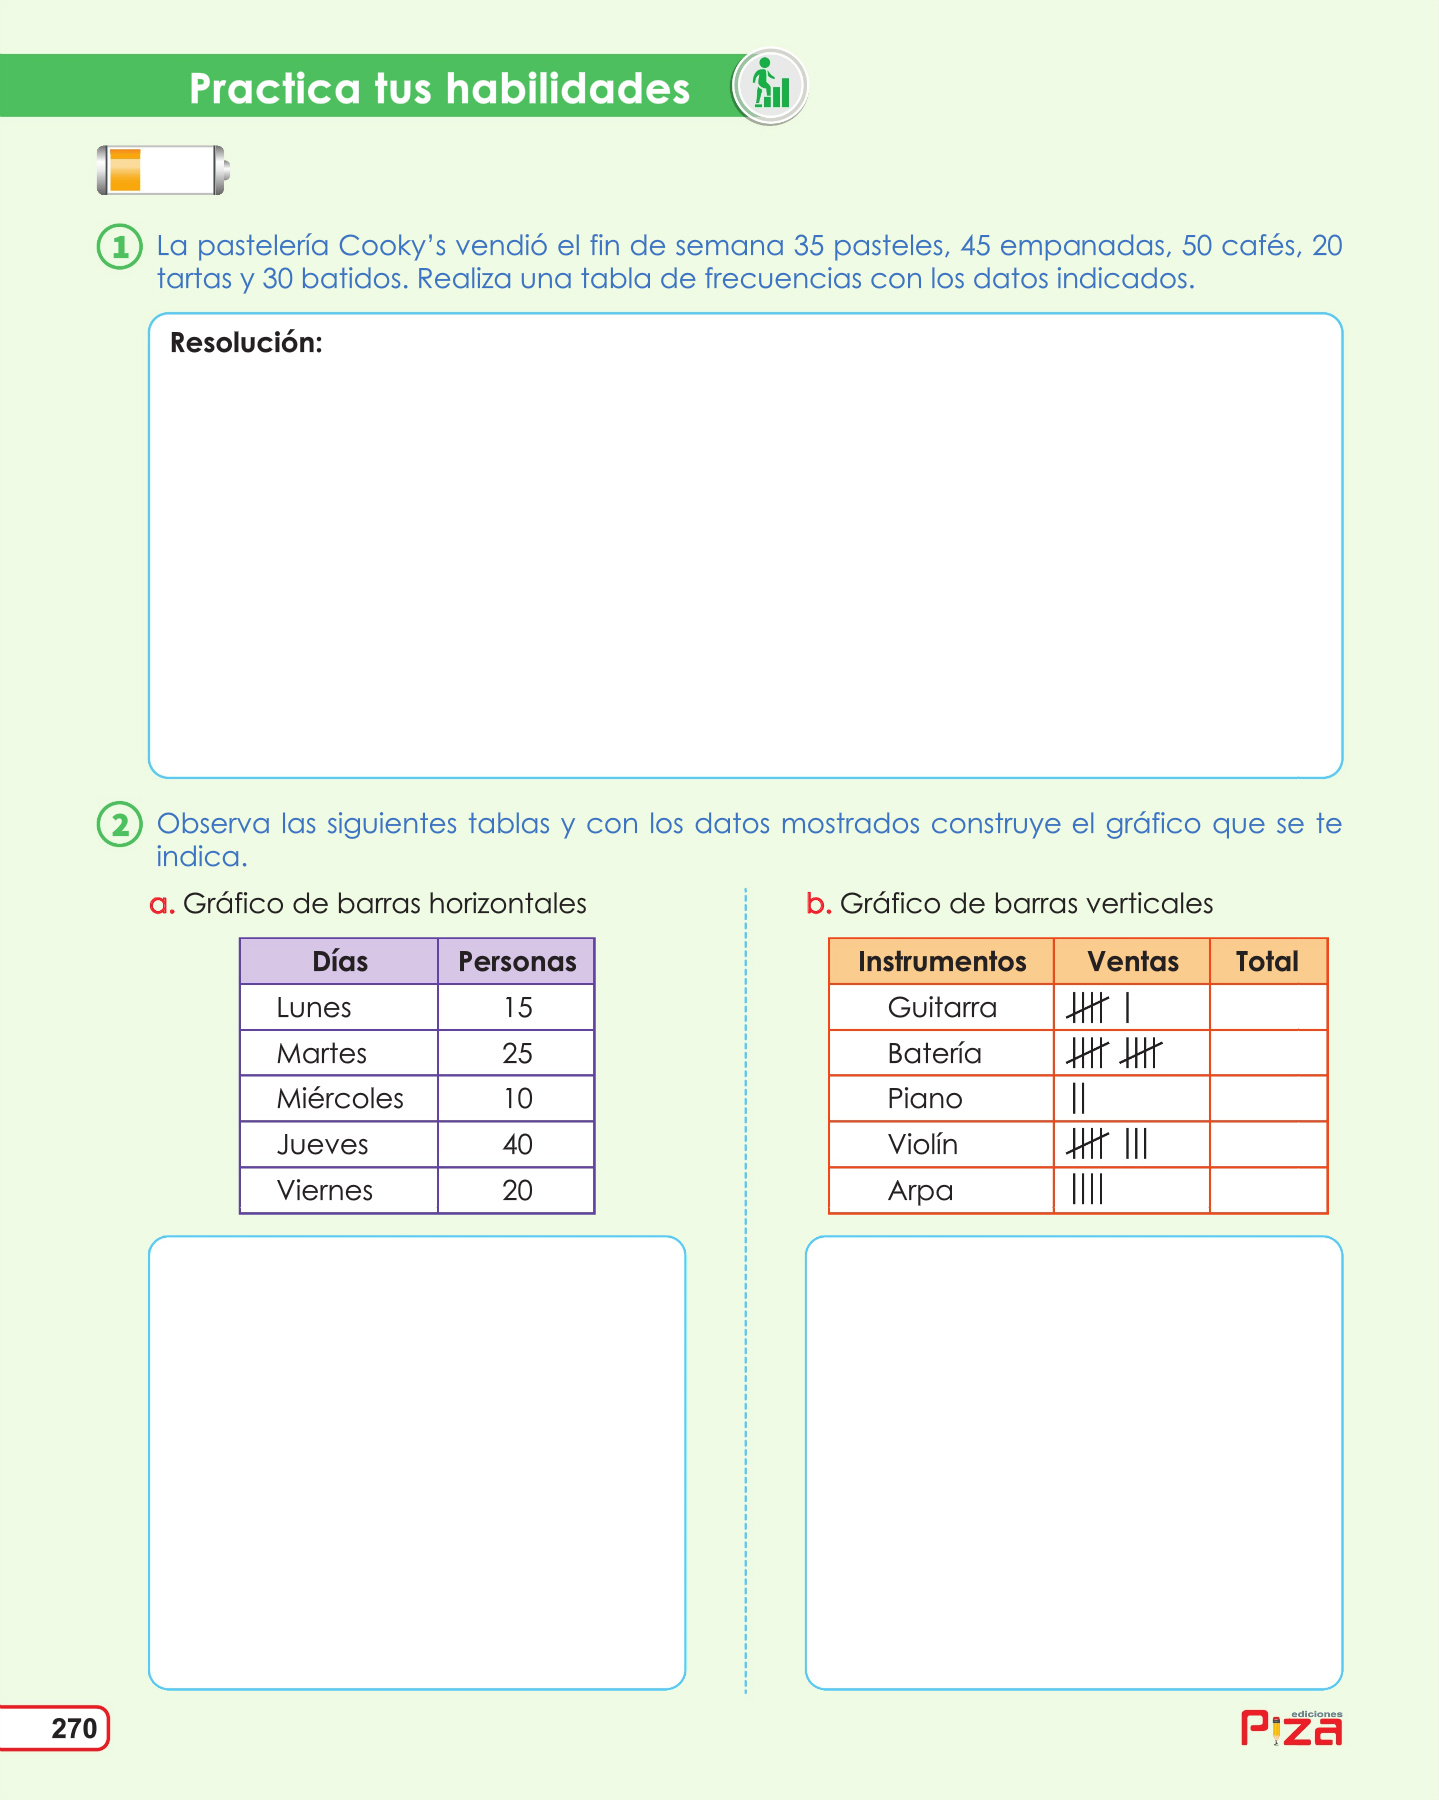 Practica tus habilidades
1 La pastelería Cooky's vendió el fin de semana 35 pasteles, 45 empanadas, 50 cafés, 20
tartas y 30 batidos. Realiza una tabla de frecuencias con los datos indicados.
Resolución:
2 Observa las siguientes tablas y con los datos mostrados construye el gráfico que se te
indica.
a. Gráfico de barras horizontales
Días Personas
Lunes 15
Martes 25
Miércoles 10
Jueves 40
Viernes 20
b. Gráfico de barras verticales
Instrumentos Ventas Total
Guitarra
Batería
Piano
Violín
Arpa
270
ediciones
Piza